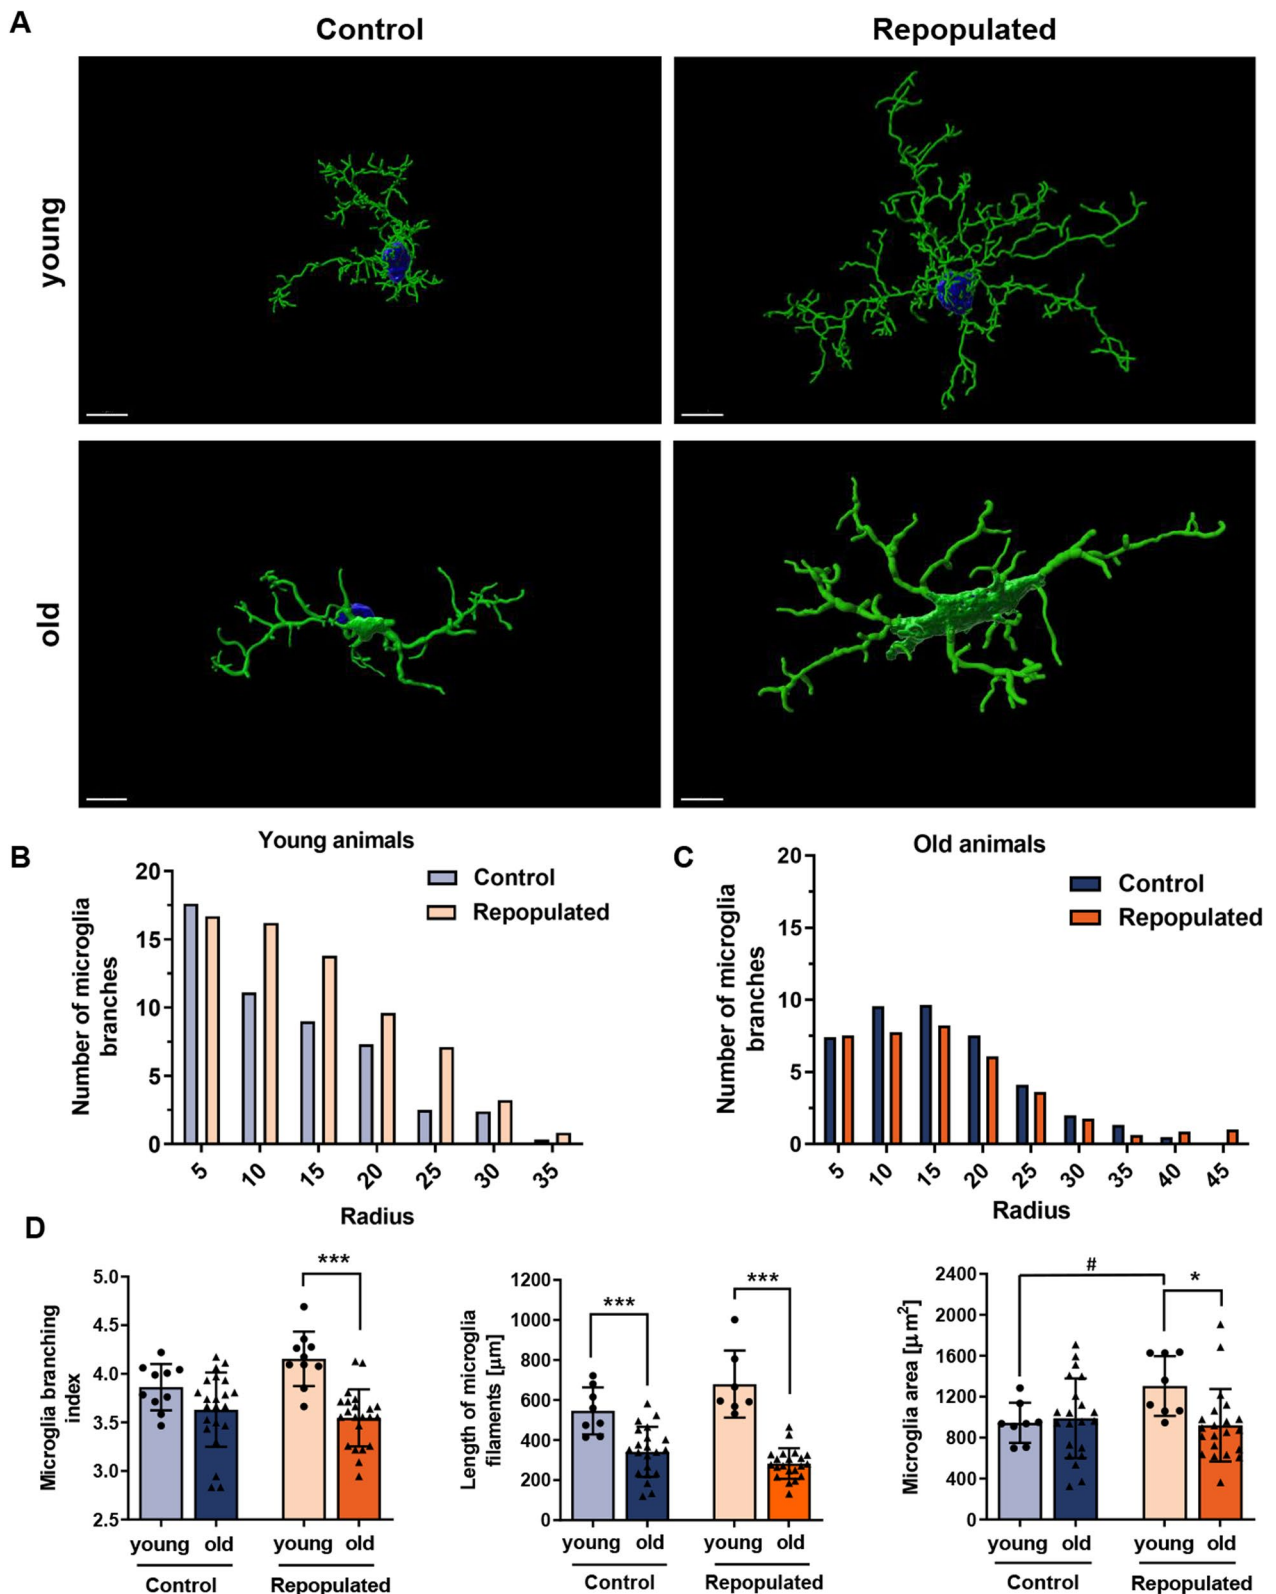 A
Control
Repopulated
young
old
B
Young animals
Control
Repopulated
Number of microglia
branches
20
15
10
5
0
5 10 15 20 25 30 35
Radius
C
Old animals
Control
Repopulated
Number of microglia
branches
20
15
10
5
0
5 10 15 20 25 30 35 40 45
Radius
D
Microglia branching
index
5.0
4.5
4.0
3.5
3.0
2.5
***
young old young old
Control Repopulated
Length of microglia
filaments [μm]
1200
1000
800
600
400
200
0
*** ***
young old young old
Control Repopulated
Microglia area [μm²]
2400
2000
1600
1200
800
400
0
# *
young old young old
Control Repopulated